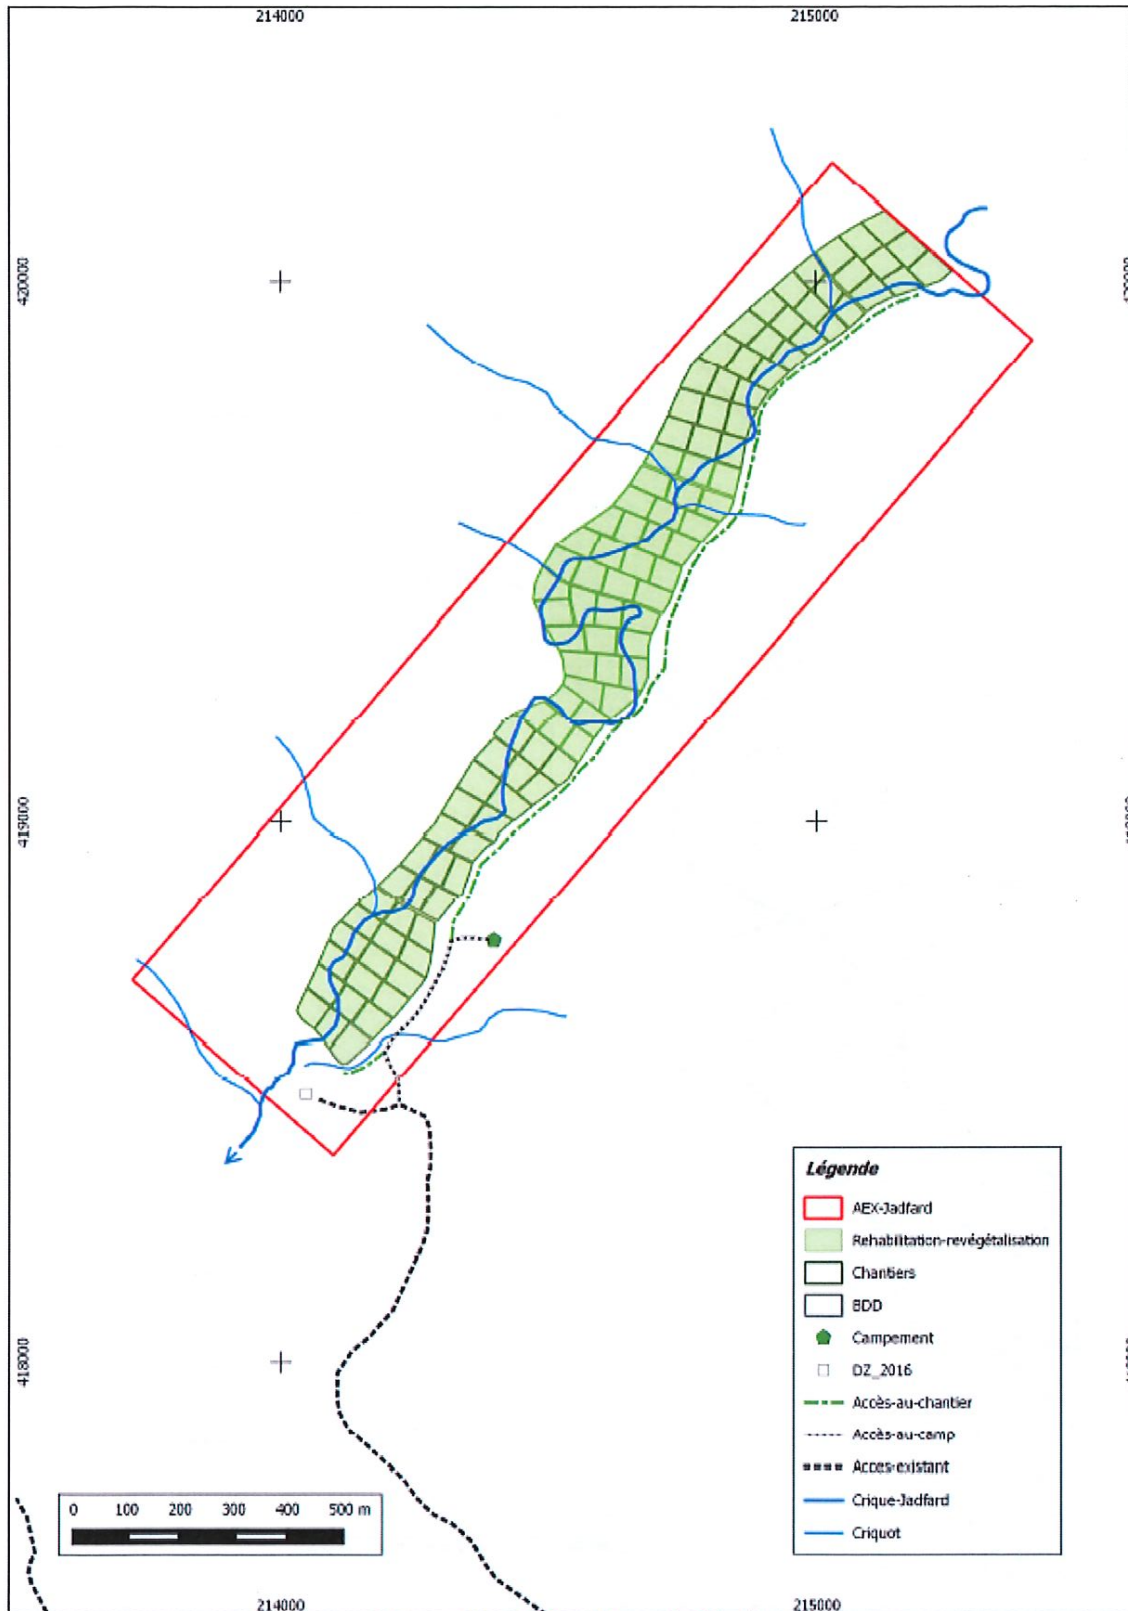 214000 215000
420000
419000
418000
Légende
AEX-Jadfard
Rehabilitation-revégétalisation
Chantiers
BDD
Campement
DZ_2016
Accès-au-chantier
Accès-au-camp
Acces-existant
Crique-Jadfard
Criquot
0 100 200 300 400 500 m
214000 215000